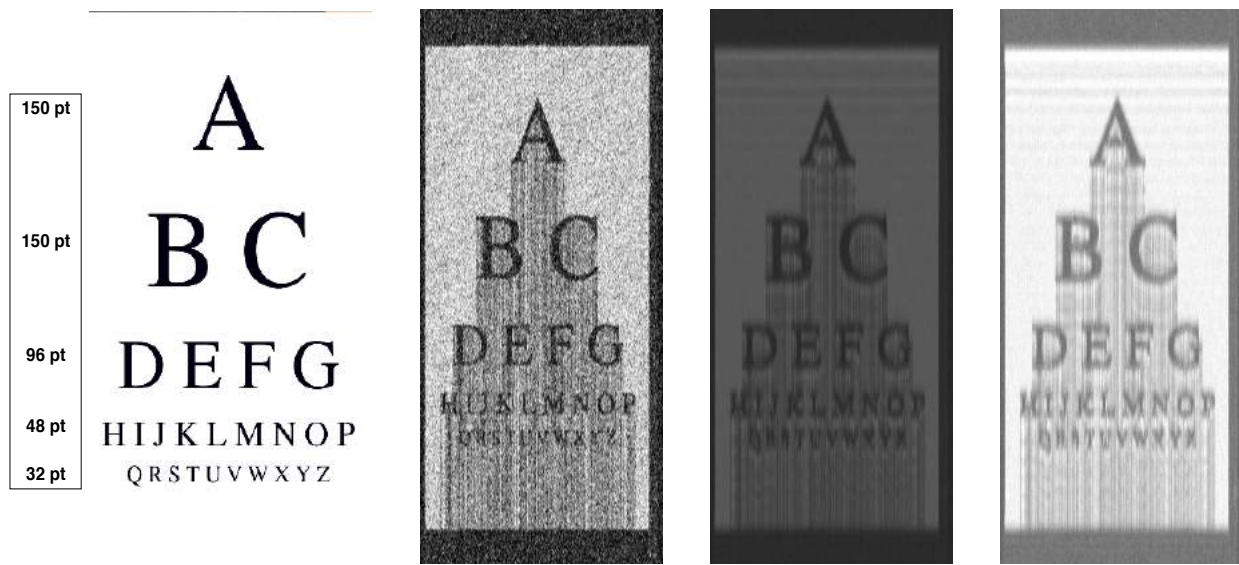 150 pt
A
150 pt
B C
96 pt
D E F G
48 pt
H I J K L M N O P
32 pt
Q R S T U V W X Y Z
A
B C
D E F G
H I J K L M N O P
Q R S T U V W X Y Z
A
B C
D E F G
H I J K L M N O P
Q R S T U V W X Y Z
A
B C
D E F G
H I J K L M N O P
Q R S T U V W X Y Z